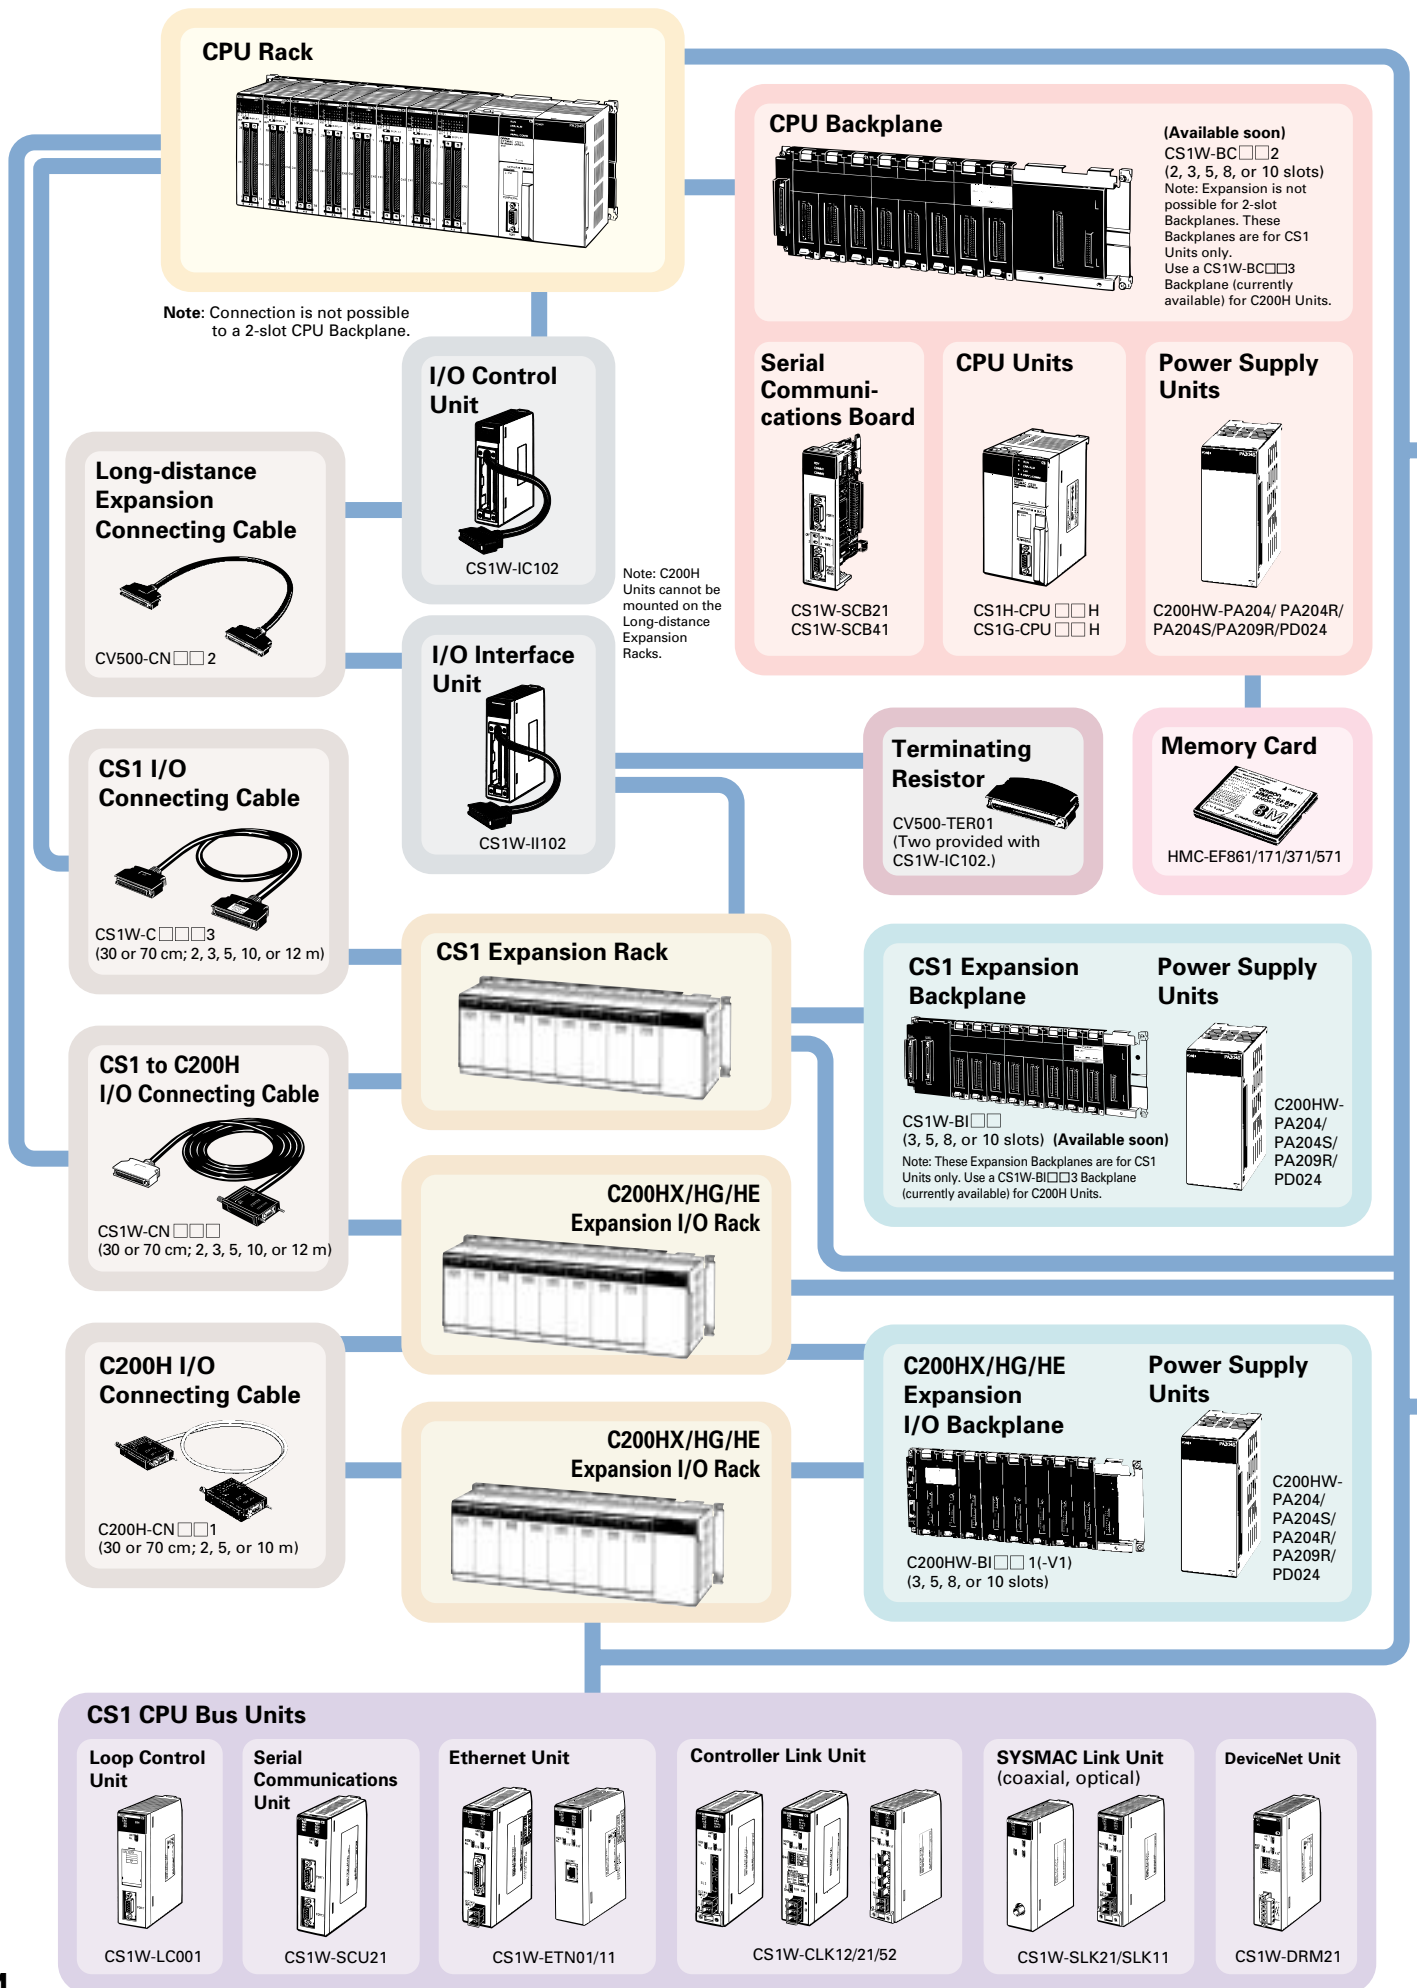 CPU Rack
Note: Connection is not possible
to a 2-slot CPU Backplane.
CPU Backplane
(Available soon)
CS1W-BC□□2
(2, 3, 5, 8, or 10 slots)
Note: Expansion is not
possible for 2-slot
Backplanes. These
Backplanes are for CS1
Units only.
Use a CS1W-BC□□3
Backplane (currently
available) for C200H Units.
Serial
Communi-
cations Board
CS1W-SCB21
CS1W-SCB41
CPU Units
CS1H-CPU □□ H
CS1G-CPU □□ H
Power Supply
Units
C200HW-PA204/ PA204R/
PA204S/PA209R/PD024
I/O Control
Unit
CS1W-IC102
Long-distance
Expansion
Connecting Cable
CV500-CN□□ 2
Note: C200H
Units cannot be
mounted on the
Long-distance
Expansion
Racks.
I/O Interface
Unit
CS1W-II102
Terminating
Resistor
CV500-TER01
(Two provided with
CS1W-IC102.)
Memory Card
8M
HMC-EF861/171/371/571
CS1 I/O
Connecting Cable
CS1W-C□□□3
(30 or 70 cm; 2, 3, 5, 10, or 12 m)
CS1 Expansion Rack
CS1 Expansion
Backplane
CS1W-BI□□
(3, 5, 8, or 10 slots) (Available soon)
Note: These Expansion Backplanes are for CS1
Units only. Use a CS1W-BI□□3 Backplane
(currently available) for C200H Units.
Power Supply
Units
C200HW-
PA204/
PA204S/
PA209R/
PD024
CS1 to C200H
I/O Connecting Cable
CS1W-CN□□□
(30 or 70 cm; 2, 3, 5, 10, or 12 m)
C200HX/HG/HE
Expansion I/O Rack
C200H I/O
Connecting Cable
C200H-CN□□1
(30 or 70 cm; 2, 5, or 10 m)
C200HX/HG/HE
Expansion I/O Rack
C200HX/HG/HE
Expansion
I/O Backplane
C200HW-BI□□ 1(-V1)
(3, 5, 8, or 10 slots)
Power Supply
Units
C200HW-
PA204/
PA204S/
PA204R/
PA209R/
PD024
CS1 CPU Bus Units
Loop Control
Unit
CS1W-LC001
Serial
Communications
Unit
CS1W-SCU21
Ethernet Unit
CS1W-ETN01/11
Controller Link Unit
CS1W-CLK12/21/52
SYSMAC Link Unit
(coaxial, optical)
CS1W-SLK21/SLK11
DeviceNet Unit
CS1W-DRM21